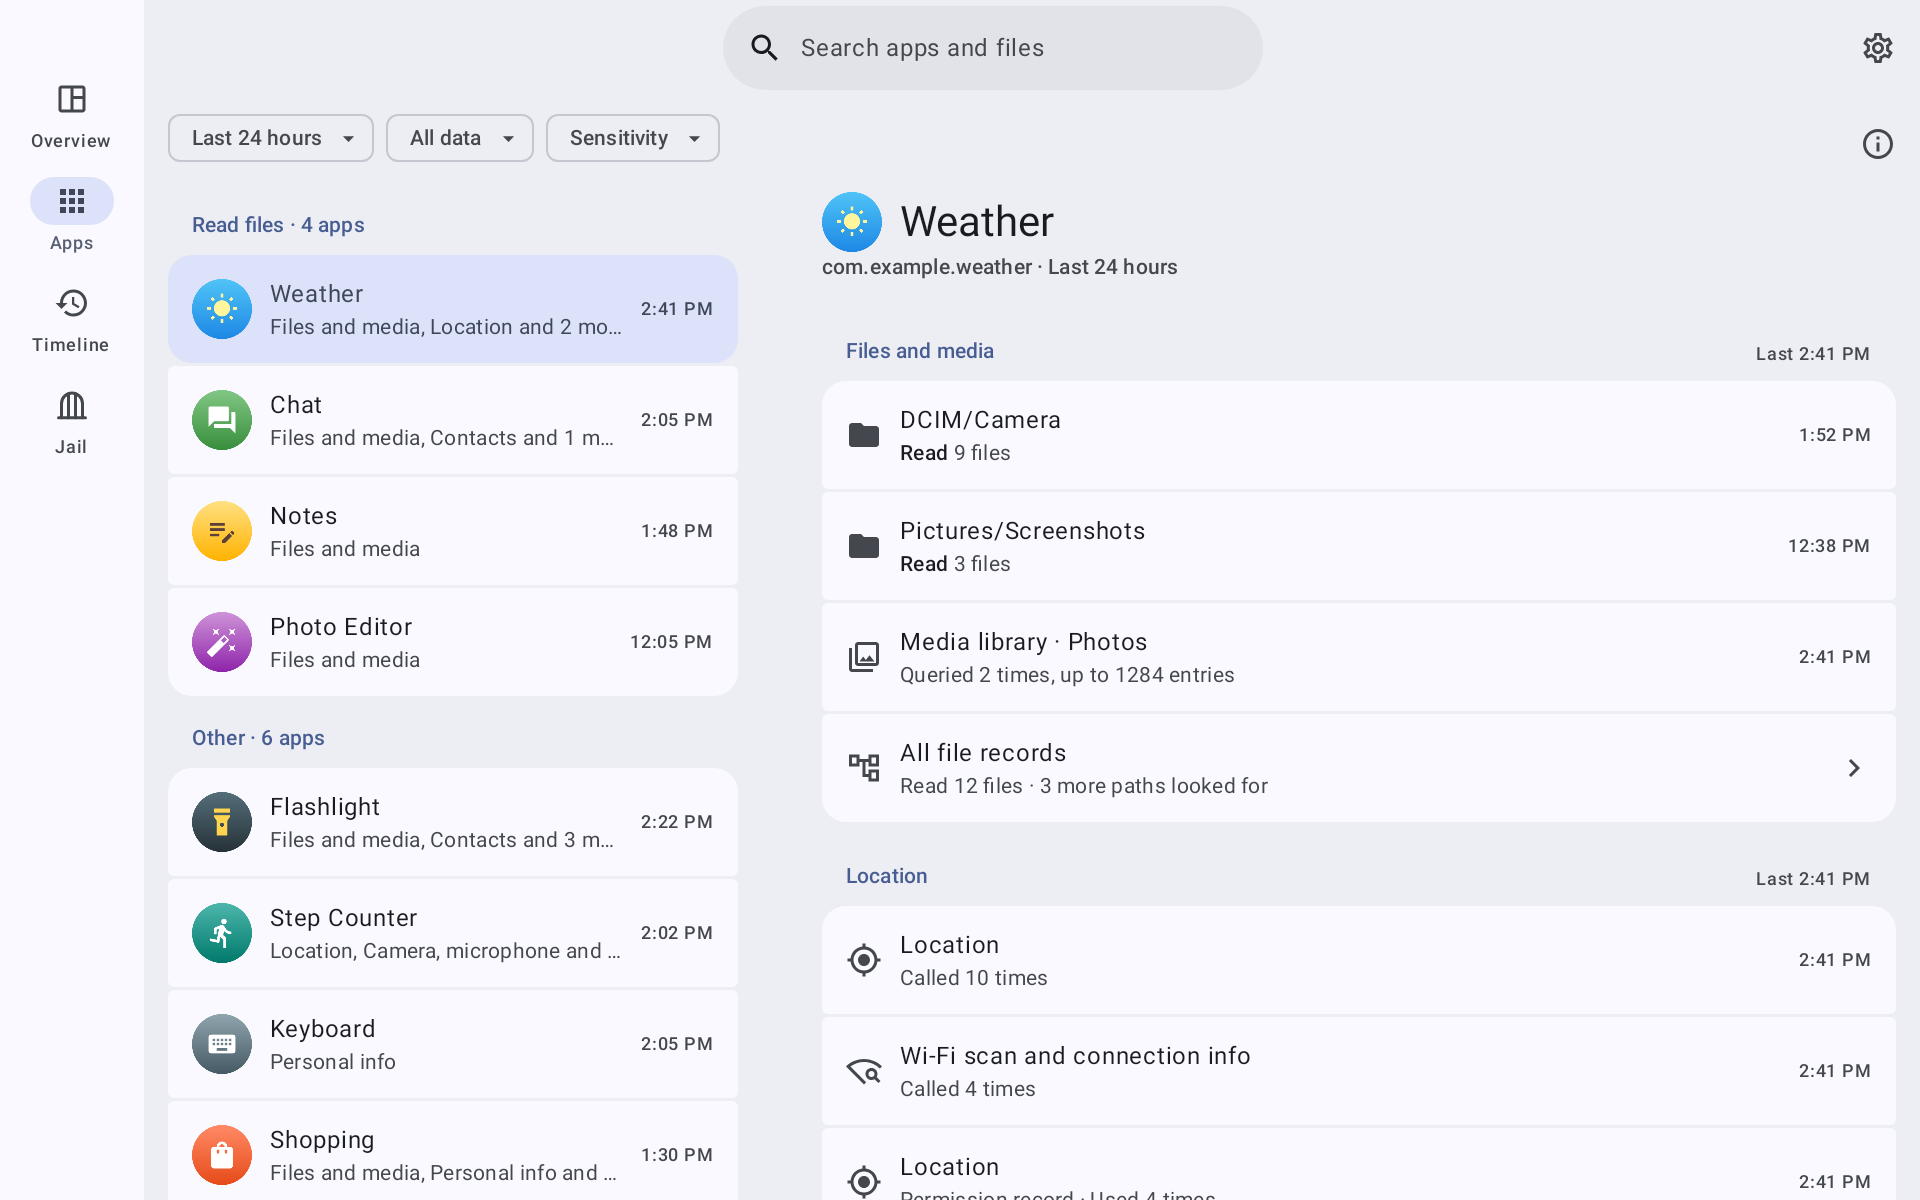 Search apps and files
Overview
Apps
Timeline
Jail
Last 24 hours
All data
Sensitivity
Read files · 4 apps
Weather
Files and media, Location and 2 mo…
2:41 PM
Chat
Files and media, Contacts and 1 m…
2:05 PM
Notes
Files and media
1:48 PM
Photo Editor
Files and media
12:05 PM
Other · 6 apps
Flashlight
Files and media, Contacts and 3 m…
2:22 PM
Step Counter
Location, Camera, microphone and …
2:02 PM
Keyboard
Personal info
2:05 PM
Shopping
Files and media, Personal info and …
1:30 PM
Weather
com.example.weather · Last 24 hours
Files and media
Last 2:41 PM
DCIM/Camera
Read 9 files
1:52 PM
Pictures/Screenshots
Read 3 files
12:38 PM
Media library · Photos
Queried 2 times, up to 1284 entries
2:41 PM
All file records
Read 12 files · 3 more paths looked for
Location
Last 2:41 PM
Location
Called 10 times
2:41 PM
Wi-Fi scan and connection info
Called 4 times
2:41 PM
Location
Permission record · Used 4 times
2:41 PM